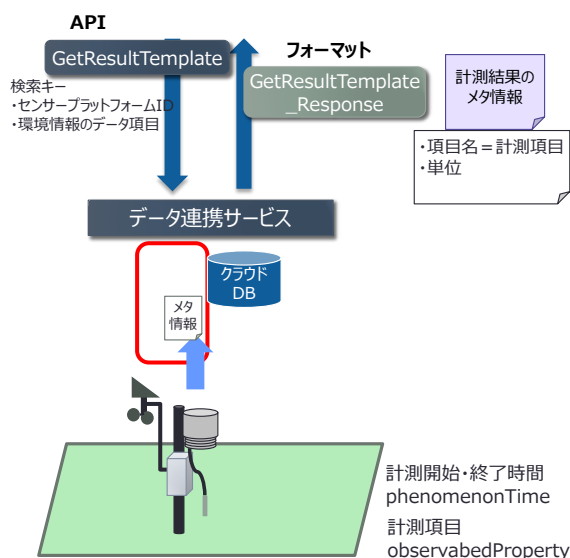 API
GetResultTemplate
フォーマット
GetResultTemplate
_Response
検索キー
・センサープラットフォームID
・環境情報のデータ項目
計測結果の
メタ情報
・項目名＝計測項目
・単位
データ連携サービス
クラウド
DB
メタ
情報
計測開始・終了時間
phenomenonTime
計測項目
observabedProperty